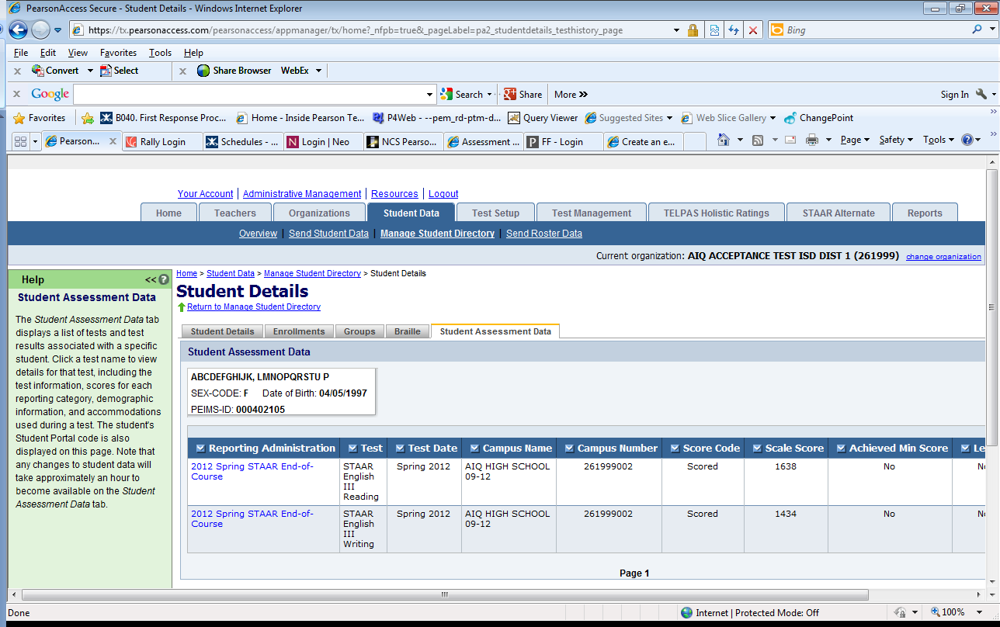 PearsonAccess Secure - Student Details - Windows Internet Explorer
https://tx.pearsonaccess.com/pearsonaccess/appmanager/tx/home?_nfpb=true&_pageLabel=pa2_studentdetails_testhistory_page
Bing
File Edit View Favorites Tools Help
x Convert Select x Share Browser WebEx
x Google Search Share More >> Sign In
Favorites B040. First Response Proc... Home - Inside Pearson Te... P4Web - --pem_rd-ptm-d... Query Viewer Suggested Sites Web Slice Gallery ChangePoint
Pearson... x Rally Login Schedules - ... Login | Neo NCS Pearso... Assessment ... FF - Login Create an e... Page Safety Tools
Your Account | Administrative Management | Resources | Logout
Home Teachers Organizations Student Data Test Setup Test Management TELPAS Holistic Ratings STAAR Alternate Reports
Overview | Send Student Data | Manage Student Directory | Send Roster Data
Current organization: AIQ ACCEPTANCE TEST ISD DIST 1 (261999) change organization
Help << ?
Student Assessment Data
The Student Assessment Data tab
displays a list of tests and test
results associated with a specific
student. Click a test name to view
details for that test, including the
test information, scores for each
reporting category, demographic
information, and accommodations
used during a test. The student's
Student Portal code is also
displayed on this page. Note that
any changes to student data will
take approximately an hour to
become available on the Student
Assessment Data tab.
Home > Student Data > Manage Student Directory > Student Details
Student Details
Return to Manage Student Directory
Student Details Enrollments Groups Braille Student Assessment Data
Student Assessment Data
ABCDEFGHIJK, LMNOPQRSTU P
SEX-CODE: F Date of Birth: 04/05/1997
PEIMS-ID: 000402105
Reporting Administration Test Test Date Campus Name Campus Number Score Code Scale Score Achieved Min Score Le
2012 Spring STAAR End-of- STAAR Spring 2012 AIQ HIGH SCHOOL 261999002 Scored 1638 No
Course English 09-12
III
Reading
2012 Spring STAAR End-of- STAAR Spring 2012 AIQ HIGH SCHOOL 261999002 Scored 1434 No
Course English 09-12
III
Writing
Page 1
Done Internet | Protected Mode: Off 100%